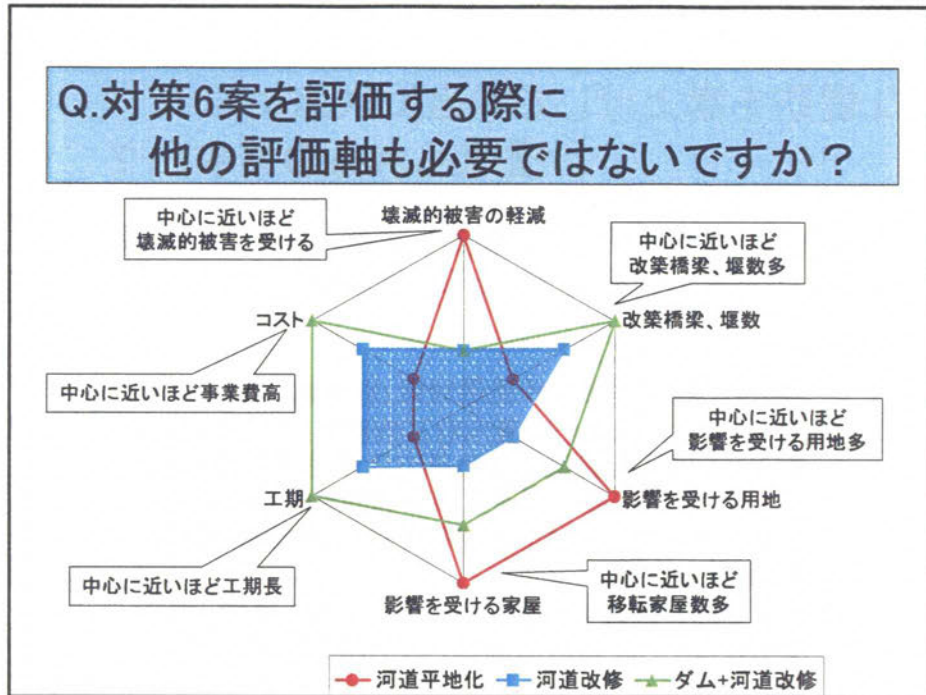 Q.対策6案を評価する際に
他の評価軸も必要ではないですか？
中心に近いほど
壊滅的被害を受ける
壊滅的被害の軽減
中心に近いほど
改築橋梁、堰数多
コスト
改築橋梁、堰数
中心に近いほど事業費高
中心に近いほど
影響を受ける用地多
工期
影響を受ける用地
中心に近いほど工期長
影響を受ける家屋
中心に近いほど
移転家屋数多
河道平地化
河道改修
ダム+河道改修